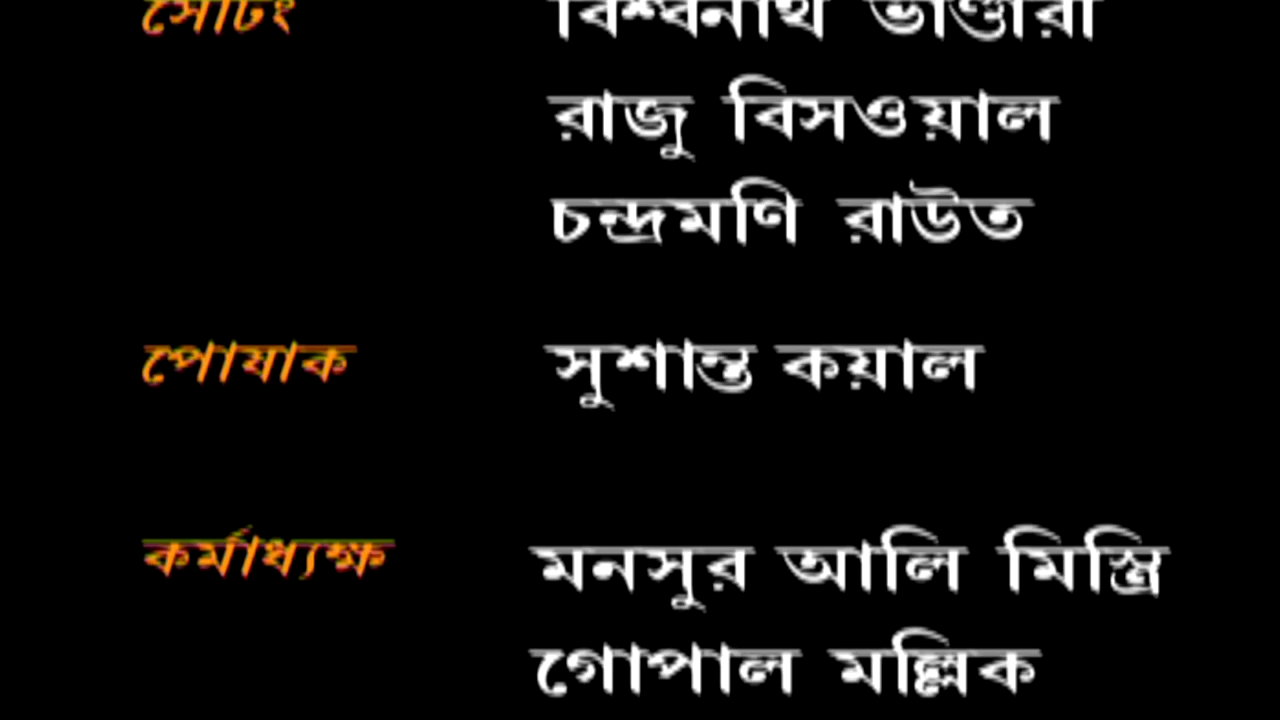 সেটিং বিশ্বনাথ ভাণ্ডারী
রাজু বিসওয়াল
চন্দ্রমণি রাউত
পোষাক সুশান্ত কয়াল
কর্মাধ্যক্ষ মনসুর আলি মিস্ত্রি
গোপাল মল্লিক